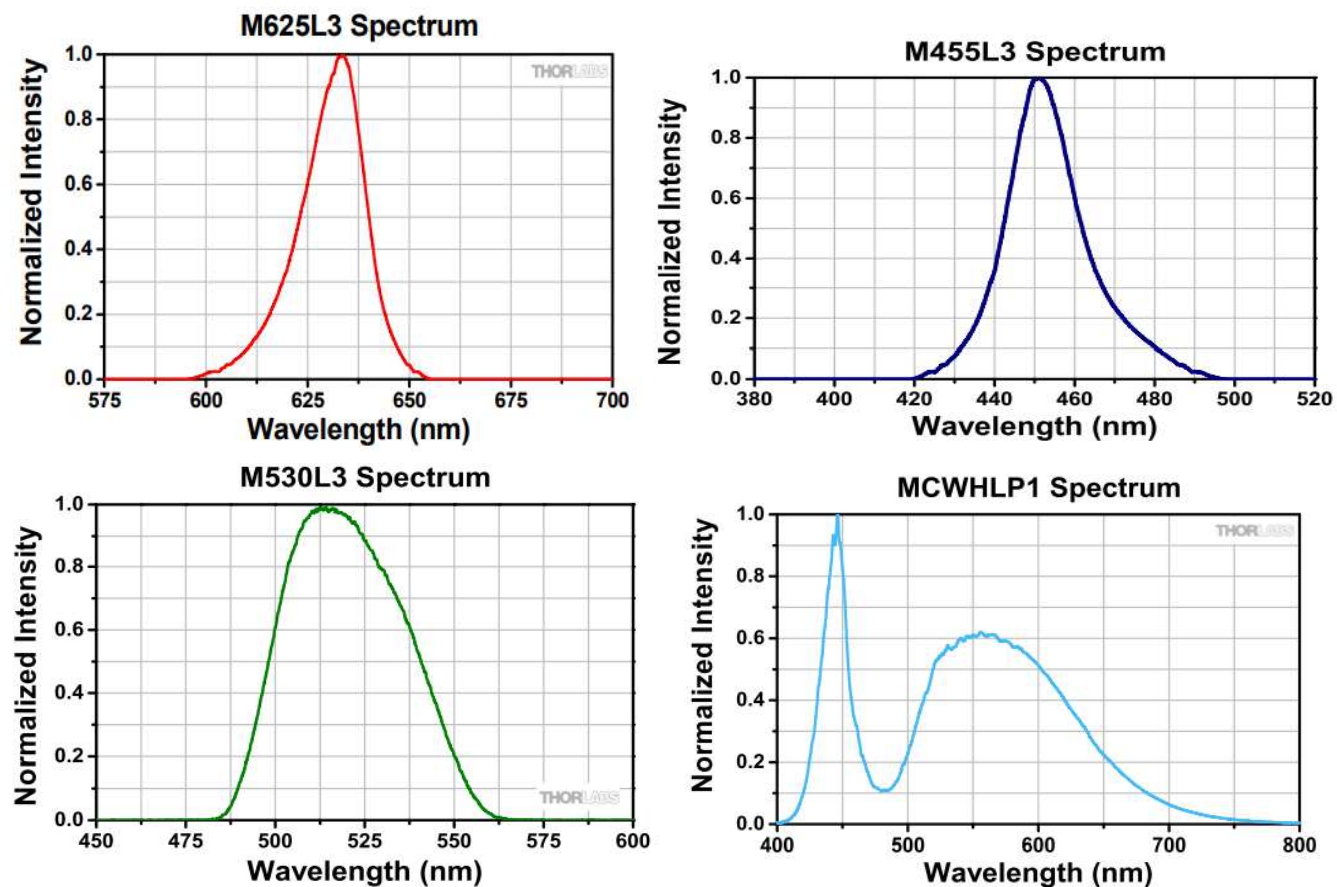 M625L3 Spectrum
Normalized Intensity
1.0
0.8
0.6
0.4
0.2
0.0
THORLABS
575 600 625 650 675 700
Wavelength (nm)
M455L3 Spectrum
Normalized Intensity
1.0
0.8
0.6
0.4
0.2
0.0
380 400 420 440 460 480 500 520
Wavelength (nm)
M530L3 Spectrum
Normalized Intensity
1.0
0.8
0.6
0.4
0.2
0.0
THORLABS
450 475 500 525 550 575 600
Wavelength (nm)
MCWHLP1 Spectrum
Normalized Intensity
1.0
0.8
0.6
0.4
0.2
0.0
THORLABS
400 500 600 700 800
Wavelength (nm)